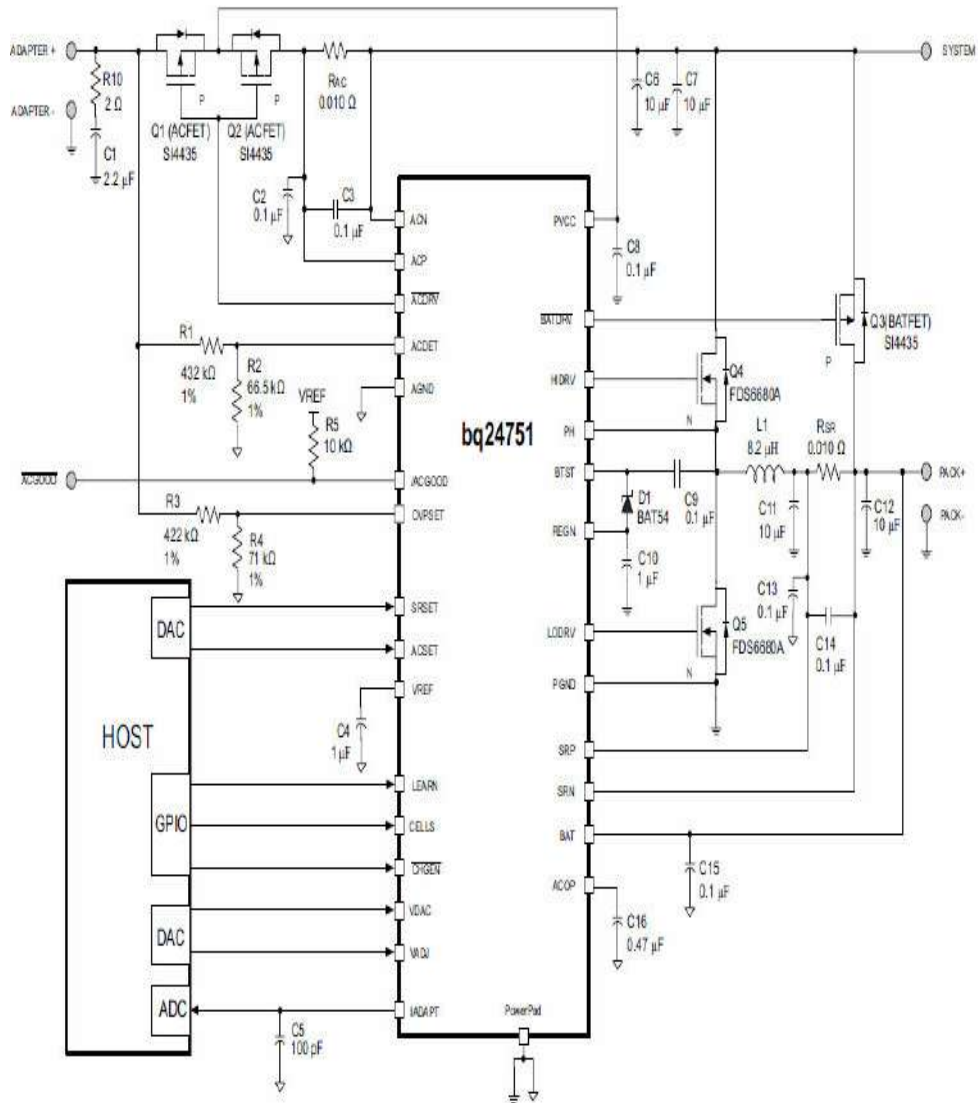 ADAPTER +
ADAPTER -
R10
2 Ω
C1
2.2 µF
P
P
Q1 (ACFET)
SI4435
Q2 (ACFET)
SI4435
RAC
0.010 Ω
C6
10 µF
C7
10 µF
SYSTEM
C2
0.1 µF
C3
0.1 µF
ACN
ACP
ACDRV
ACDET
AGND
/ACGOOD
OVPSET
SRSET
ACSET
VREF
LEARN
CELLS
CHGEN
VDAC
VADJ
IADAPT
bq24751
PVCC
BATDRV
HIDRV
PH
BTST
REGN
LODRV
PGND
SRP
SRN
BAT
ACOP
PowerPad
R1
432 kΩ
1%
R2
66.5 kΩ
1%
VREF
R5
10 kΩ
ACGOOD
R3
422 kΩ
1%
R4
71 kΩ
1%
HOST
DAC
GPIO
DAC
ADC
C4
1 µF
C5
100 pF
C8
0.1 µF
P
Q3(BATFET)
SI4435
Q4
FDS6680A
N
L1
8.2 µH
RSR
0.010 Ω
PACK+
PACK-
D1
BAT54
C9
0.1 µF
C10
1 µF
C11
10 µF
C12
10 µF
C13
0.1 µF
C14
0.1 µF
Q5
FDS6680A
N
C15
0.1 µF
C16
0.47 µF